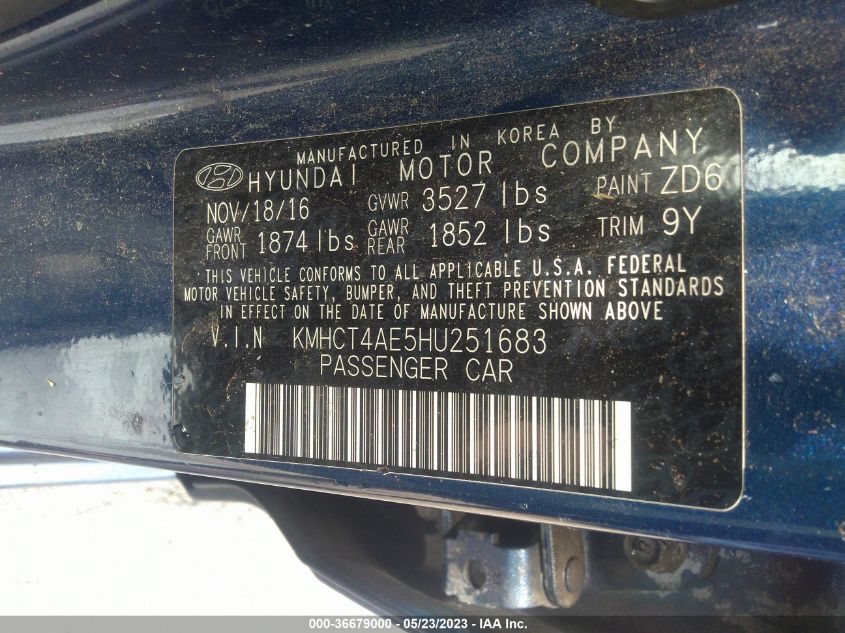 MANUFACTURED IN KOREA BY
HYUNDAI MOTOR COMPANY
NOV/18/16 GVWR 3527 lbs PAINT ZD6
GAWR FRONT 1874 lbs GAWR REAR 1852 lbs TRIM 9Y
THIS VEHICLE CONFORMS TO ALL APPLICABLE U.S.A. FEDERAL
MOTOR VEHICLE SAFETY, BUMPER, AND THEFT PREVENTION STANDARDS
IN EFFECT ON THE DATE OF MANUFACTURE SHOWN ABOVE
V.I.N KMHCT4AE5HU251683
PASSENGER CAR
000-36679000 - 05/23/2023 - IAA Inc.